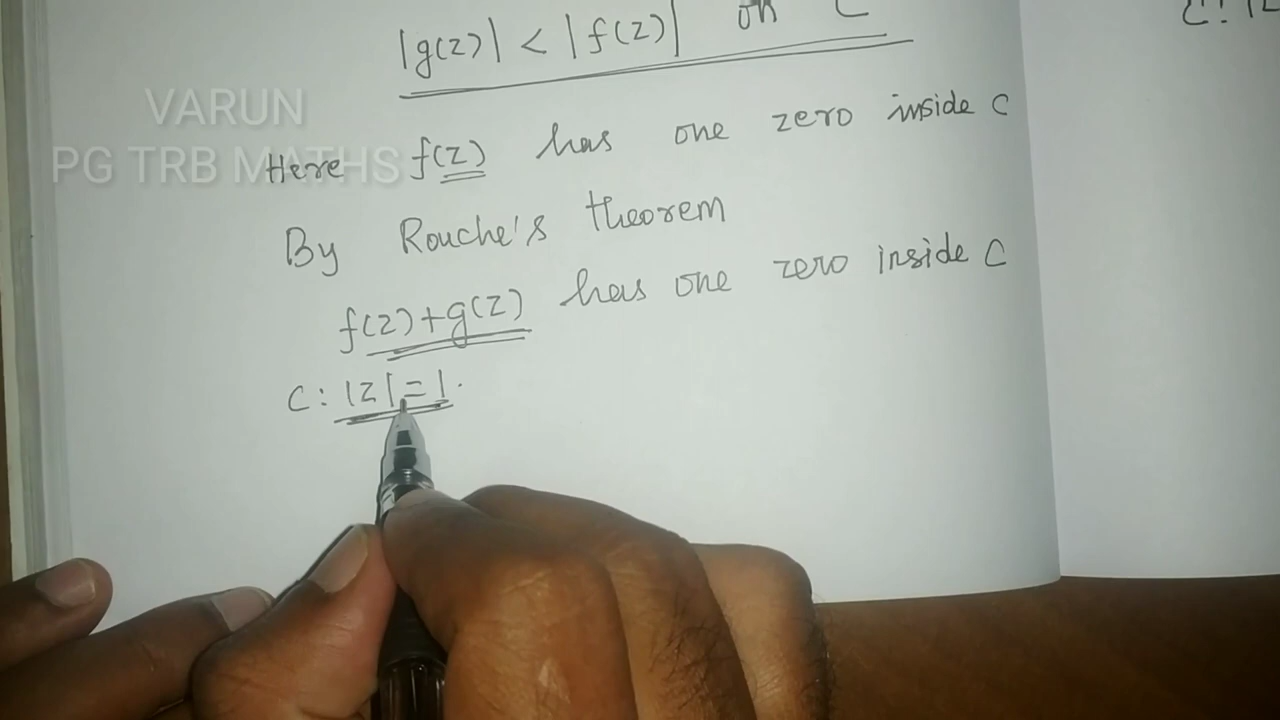 |g(z)| < |f(z)| on C
VARUN
PG TRB MATHS
Here f(z) has one zero inside C
By Rouche's theorem
f(z)+g(z) has one zero inside C
C: |z|=1.